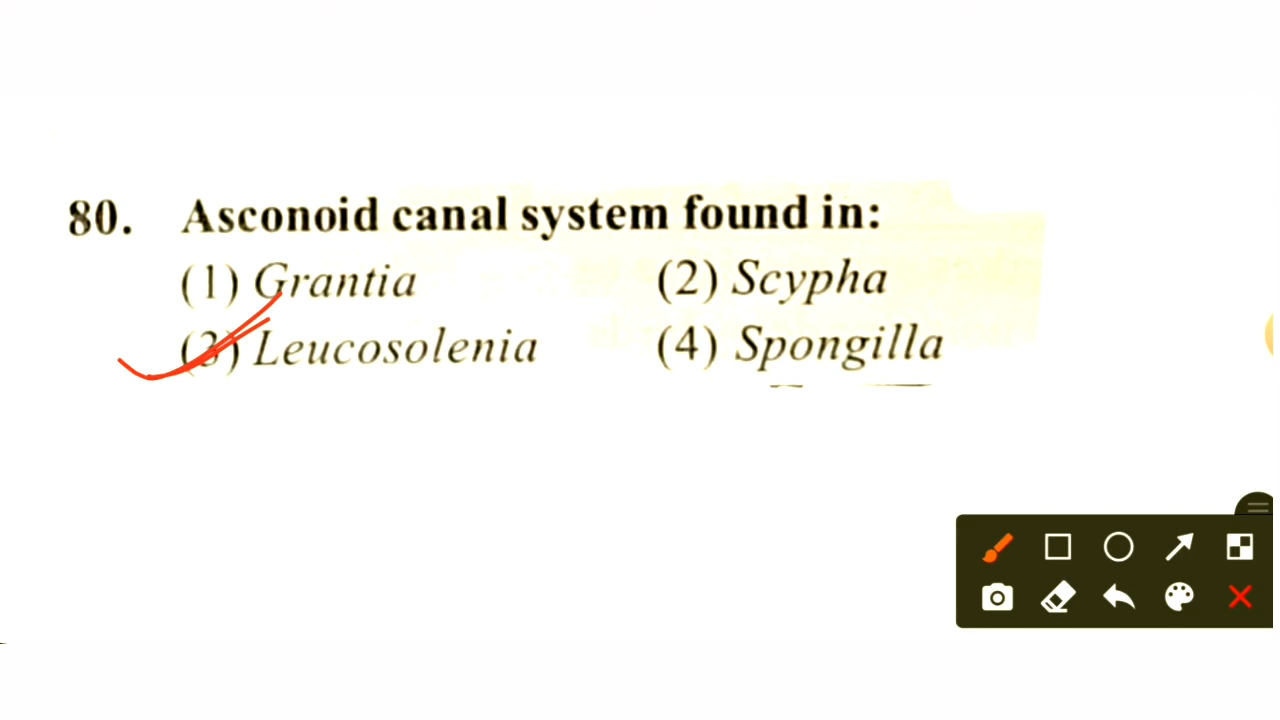 80. Asconoid canal system found in:
(1) Grantia (2) Scypha
(3) Leucosolenia (4) Spongilla